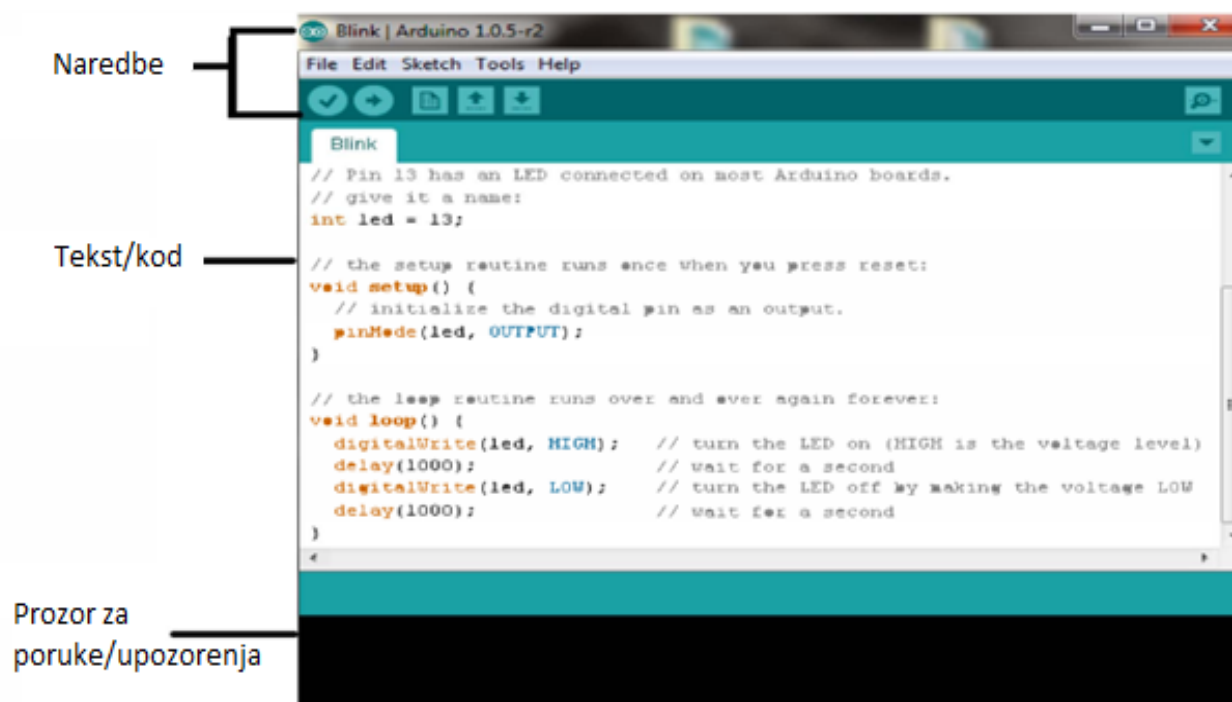 Blink | Arduino 1.0.5-r2
Naredbe
File Edit Sketch Tools Help
Blink
// Pin 13 has an LED connected on most Arduino boards.
// give it a name:
int led = 13;
Tekst/kod
// the setup routine runs once when you press reset:
void setup() {
// initialize the digital pin as an output.
pinMode(led, OUTPUT);
}
// the loop routine runs over and over again forever:
void loop() {
digitalWrite(led, HIGH); // turn the LED on (HIGH is the voltage level)
delay(1000); // wait for a second
digitalWrite(led, LOW); // turn the LED off by making the voltage LOW
delay(1000); // wait for a second
}
Prozor za
poruke/upozorenja